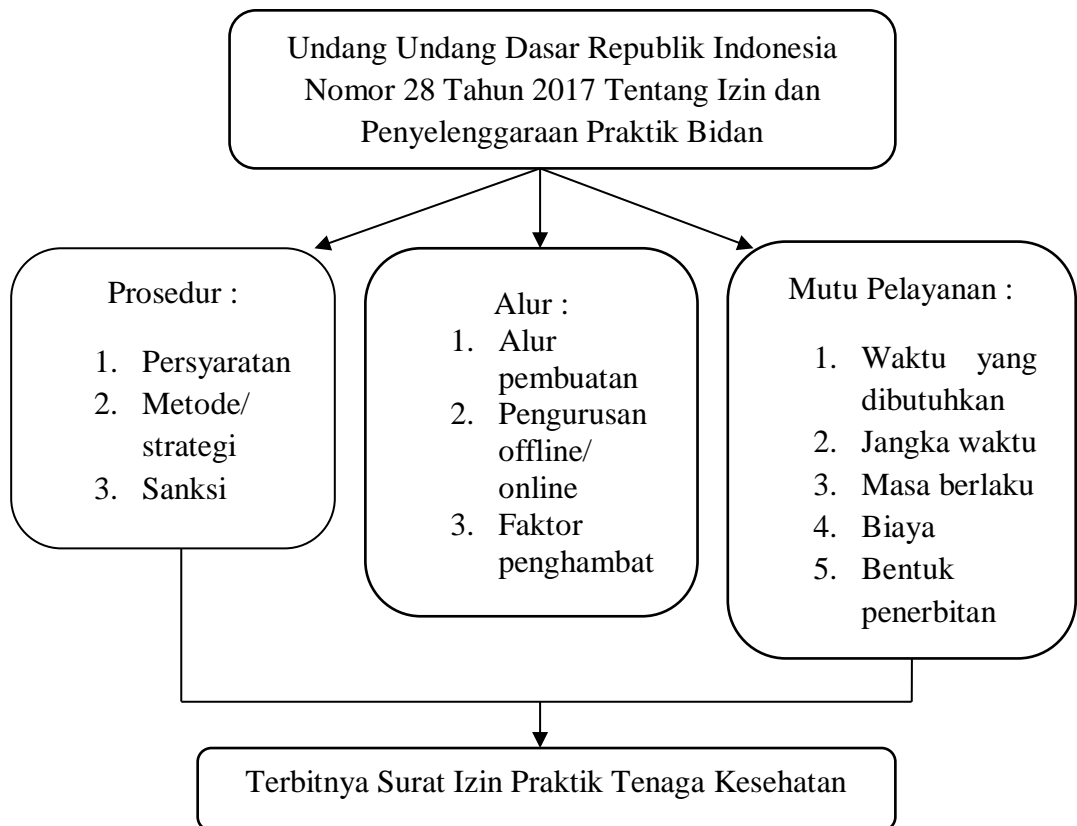 Undang Undang Dasar Republik Indonesia
Nomor 28 Tahun 2017 Tentang Izin dan
Penyelenggaraan Praktik Bidan
Prosedur :
1. Persyaratan
2. Metode/
strategi
3. Sanksi
Alur :
1. Alur
pembuatan
2. Pengurusan
offline/
online
3. Faktor
penghambat
Mutu Pelayanan :
1. Waktu yang
dibutuhkan
2. Jangka waktu
3. Masa berlaku
4. Biaya
5. Bentuk
penerbitan
Terbitnya Surat Izin Praktik Tenaga Kesehatan